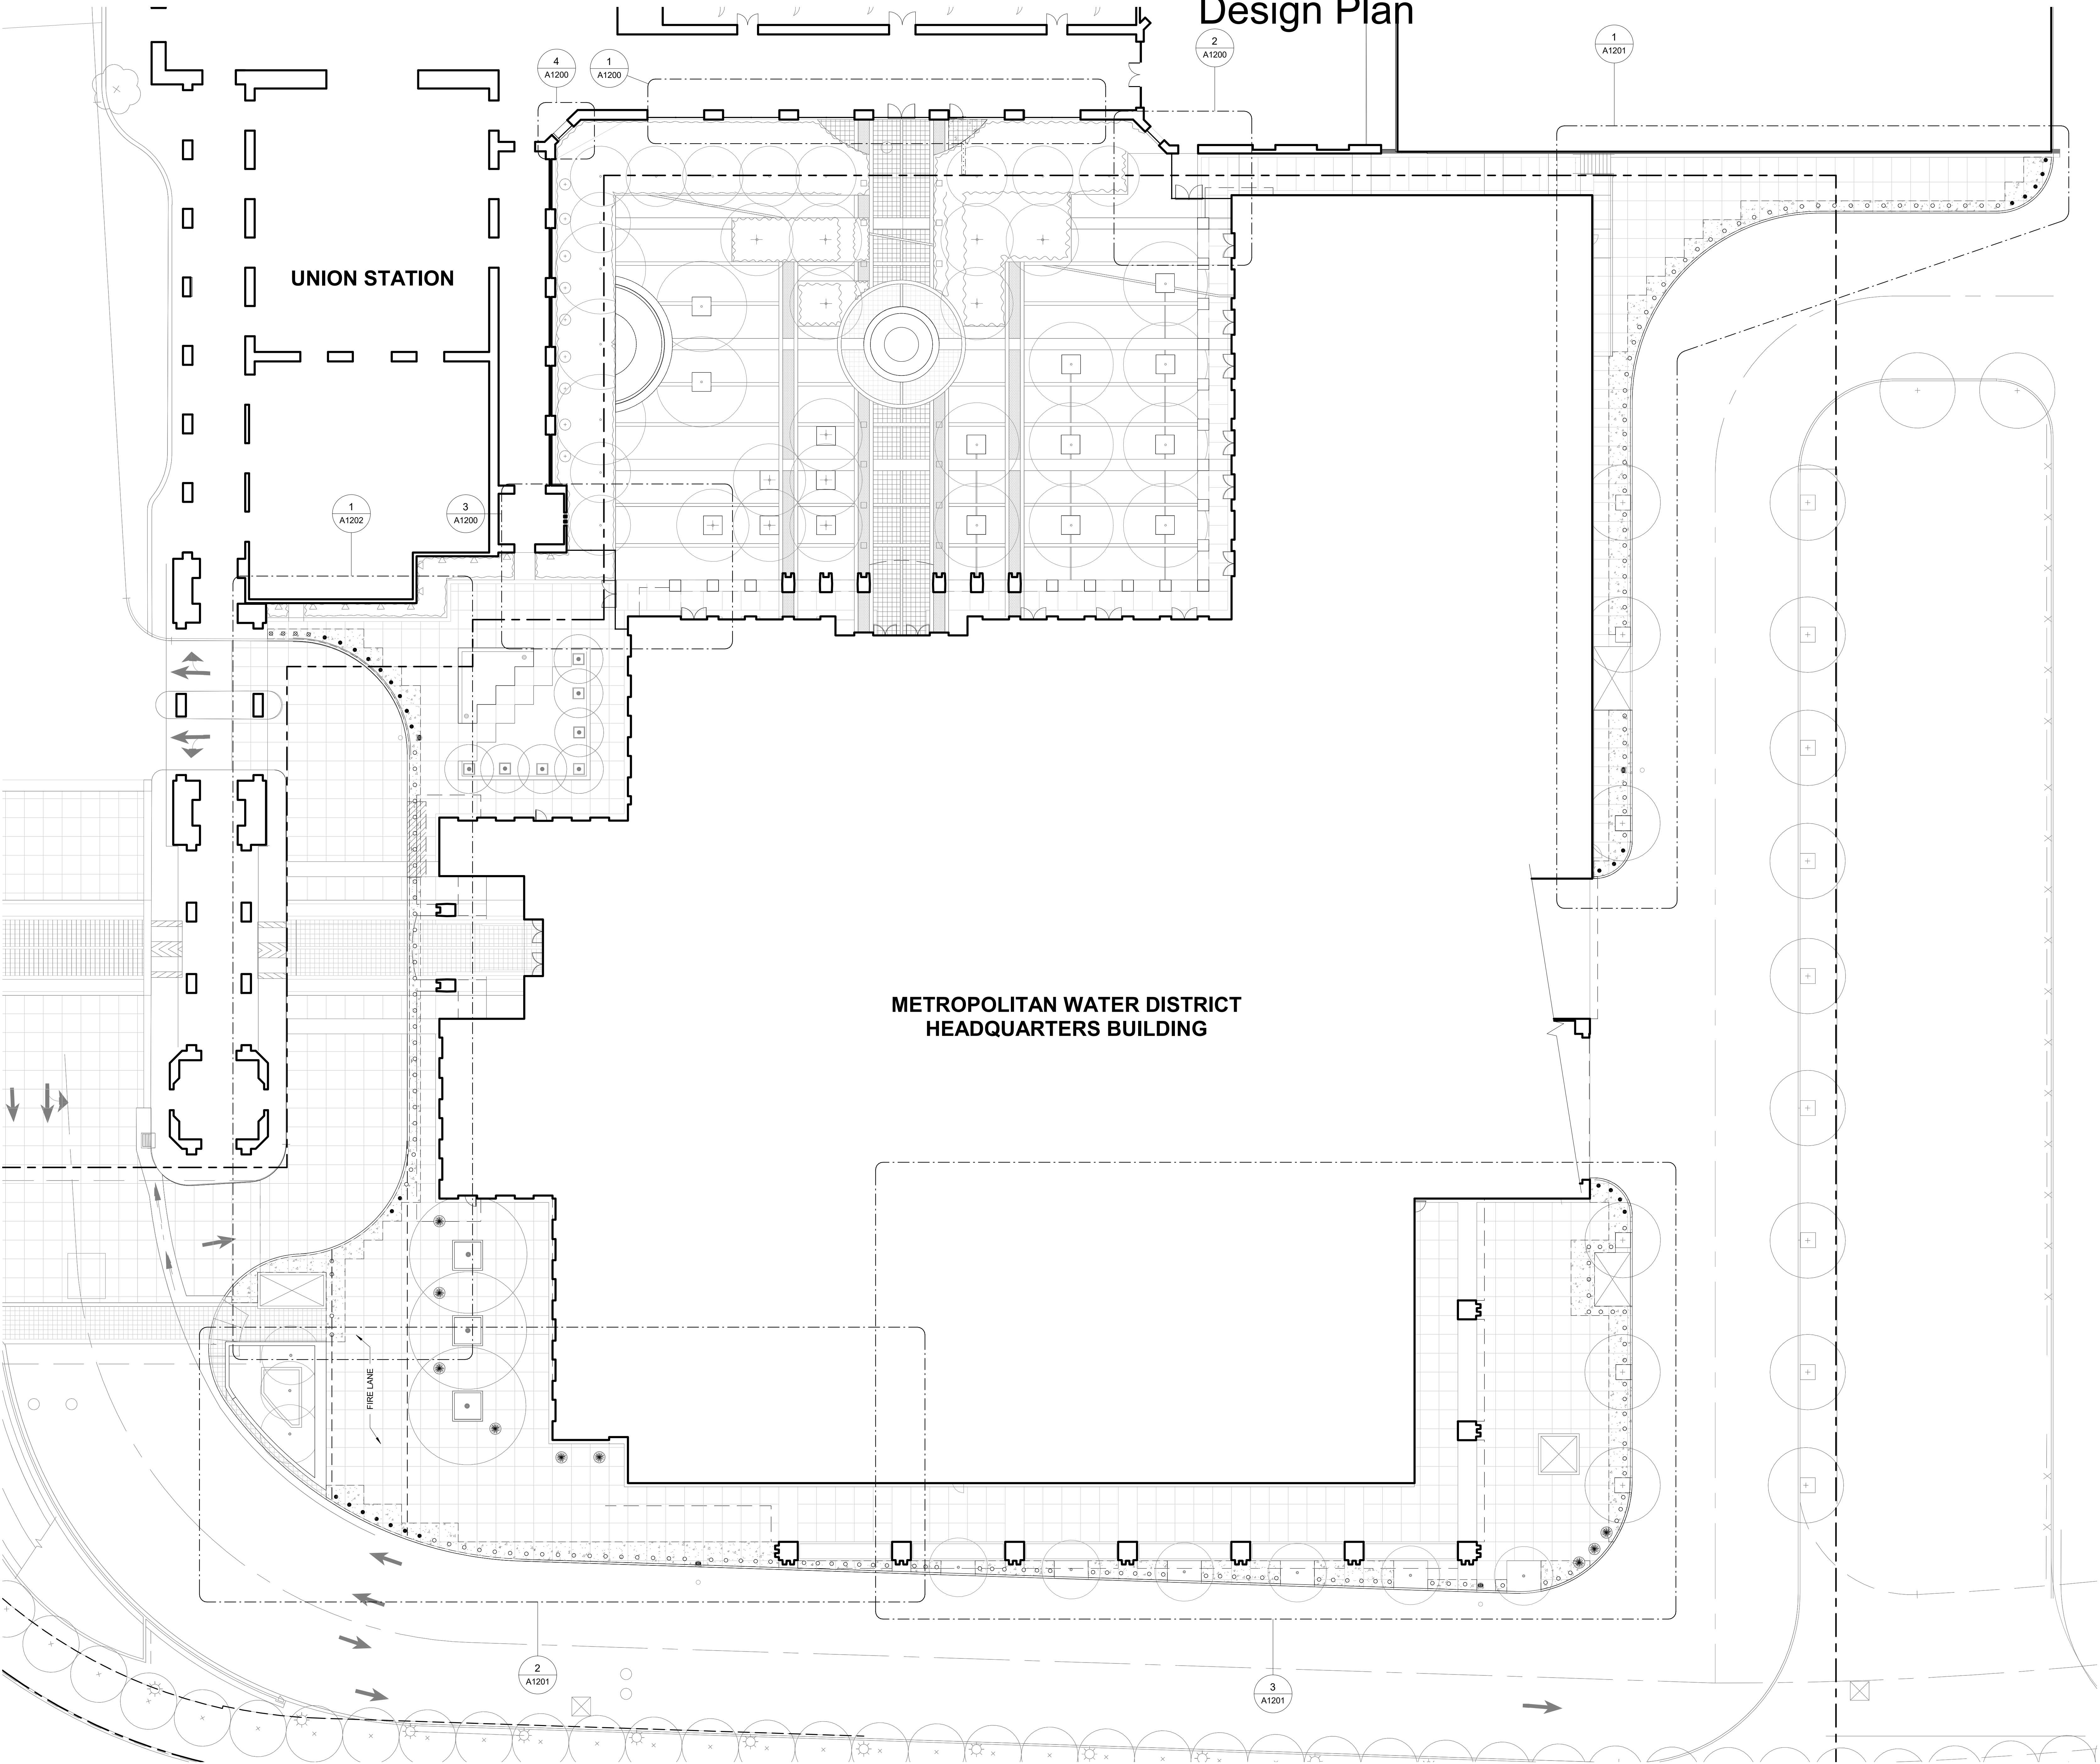 Design Plan
4
A1200
1
A1200
2
A1200
1
A1201
UNION STATION
1
A1202
3
A1200
METROPOLITAN WATER DISTRICT
HEADQUARTERS BUILDING
FIRE LANE
2
A1201
3
A1201